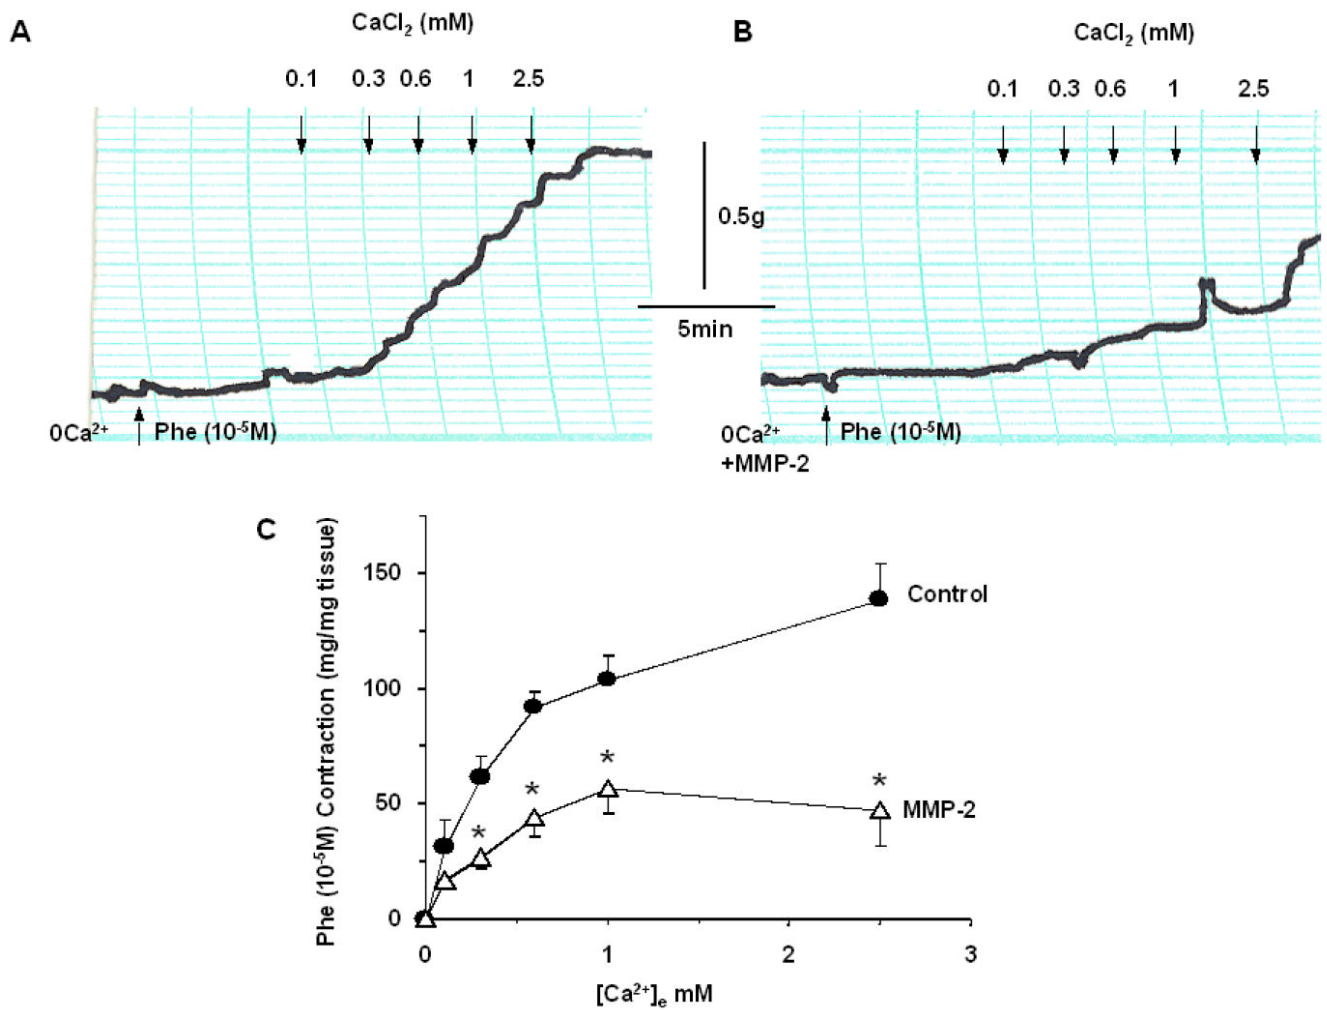 A
CaCl₂ (mM)
0.1 0.3 0.6 1 2.5
0Ca²⁺
Phe (10⁻⁵M)
0.5g
5min
B
CaCl₂ (mM)
0.1 0.3 0.6 1 2.5
0Ca²⁺
+MMP-2
Phe (10⁻⁵M)
C
Phe (10⁻⁵M) Contraction (mg/mg tissue)
150
100
50
0
Control
*
*
*
*
MMP-2
0 1 2 3
[Ca²⁺]ₑ mM